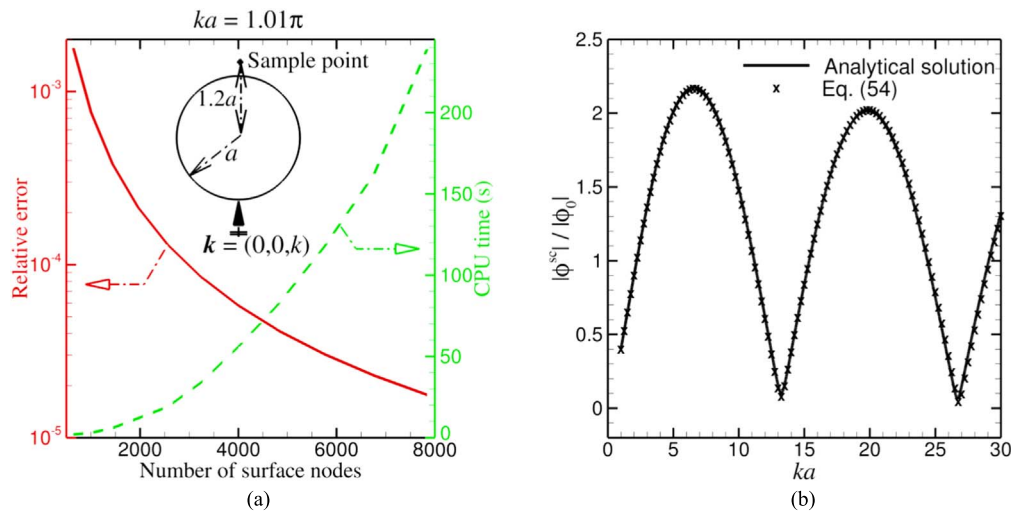 ka = 1.01π
10⁻³
10⁻⁴
10⁻⁵
Relative error
Sample point
1.2a
a
k = (0,0,k)
200
150
100
50
0
CPU time (s)
2000 4000 6000 8000
Number of surface nodes
(a)
2.5
2
1.5
1
0.5
0
|ϕˢᶜ| / |ϕ₀|
Analytical solution
Eq. (54)
0 5 10 15 20 25 30
ka
(b)